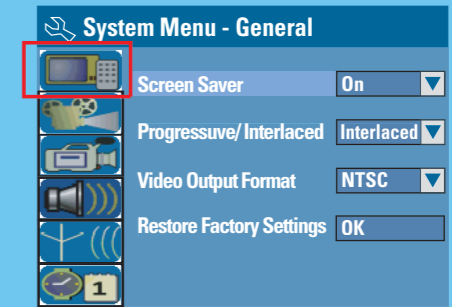 System Menu - General
Screen Saver On
Progressuve/ Interlaced Interlaced
Video Output Format NTSC
Restore Factory Settings OK
1